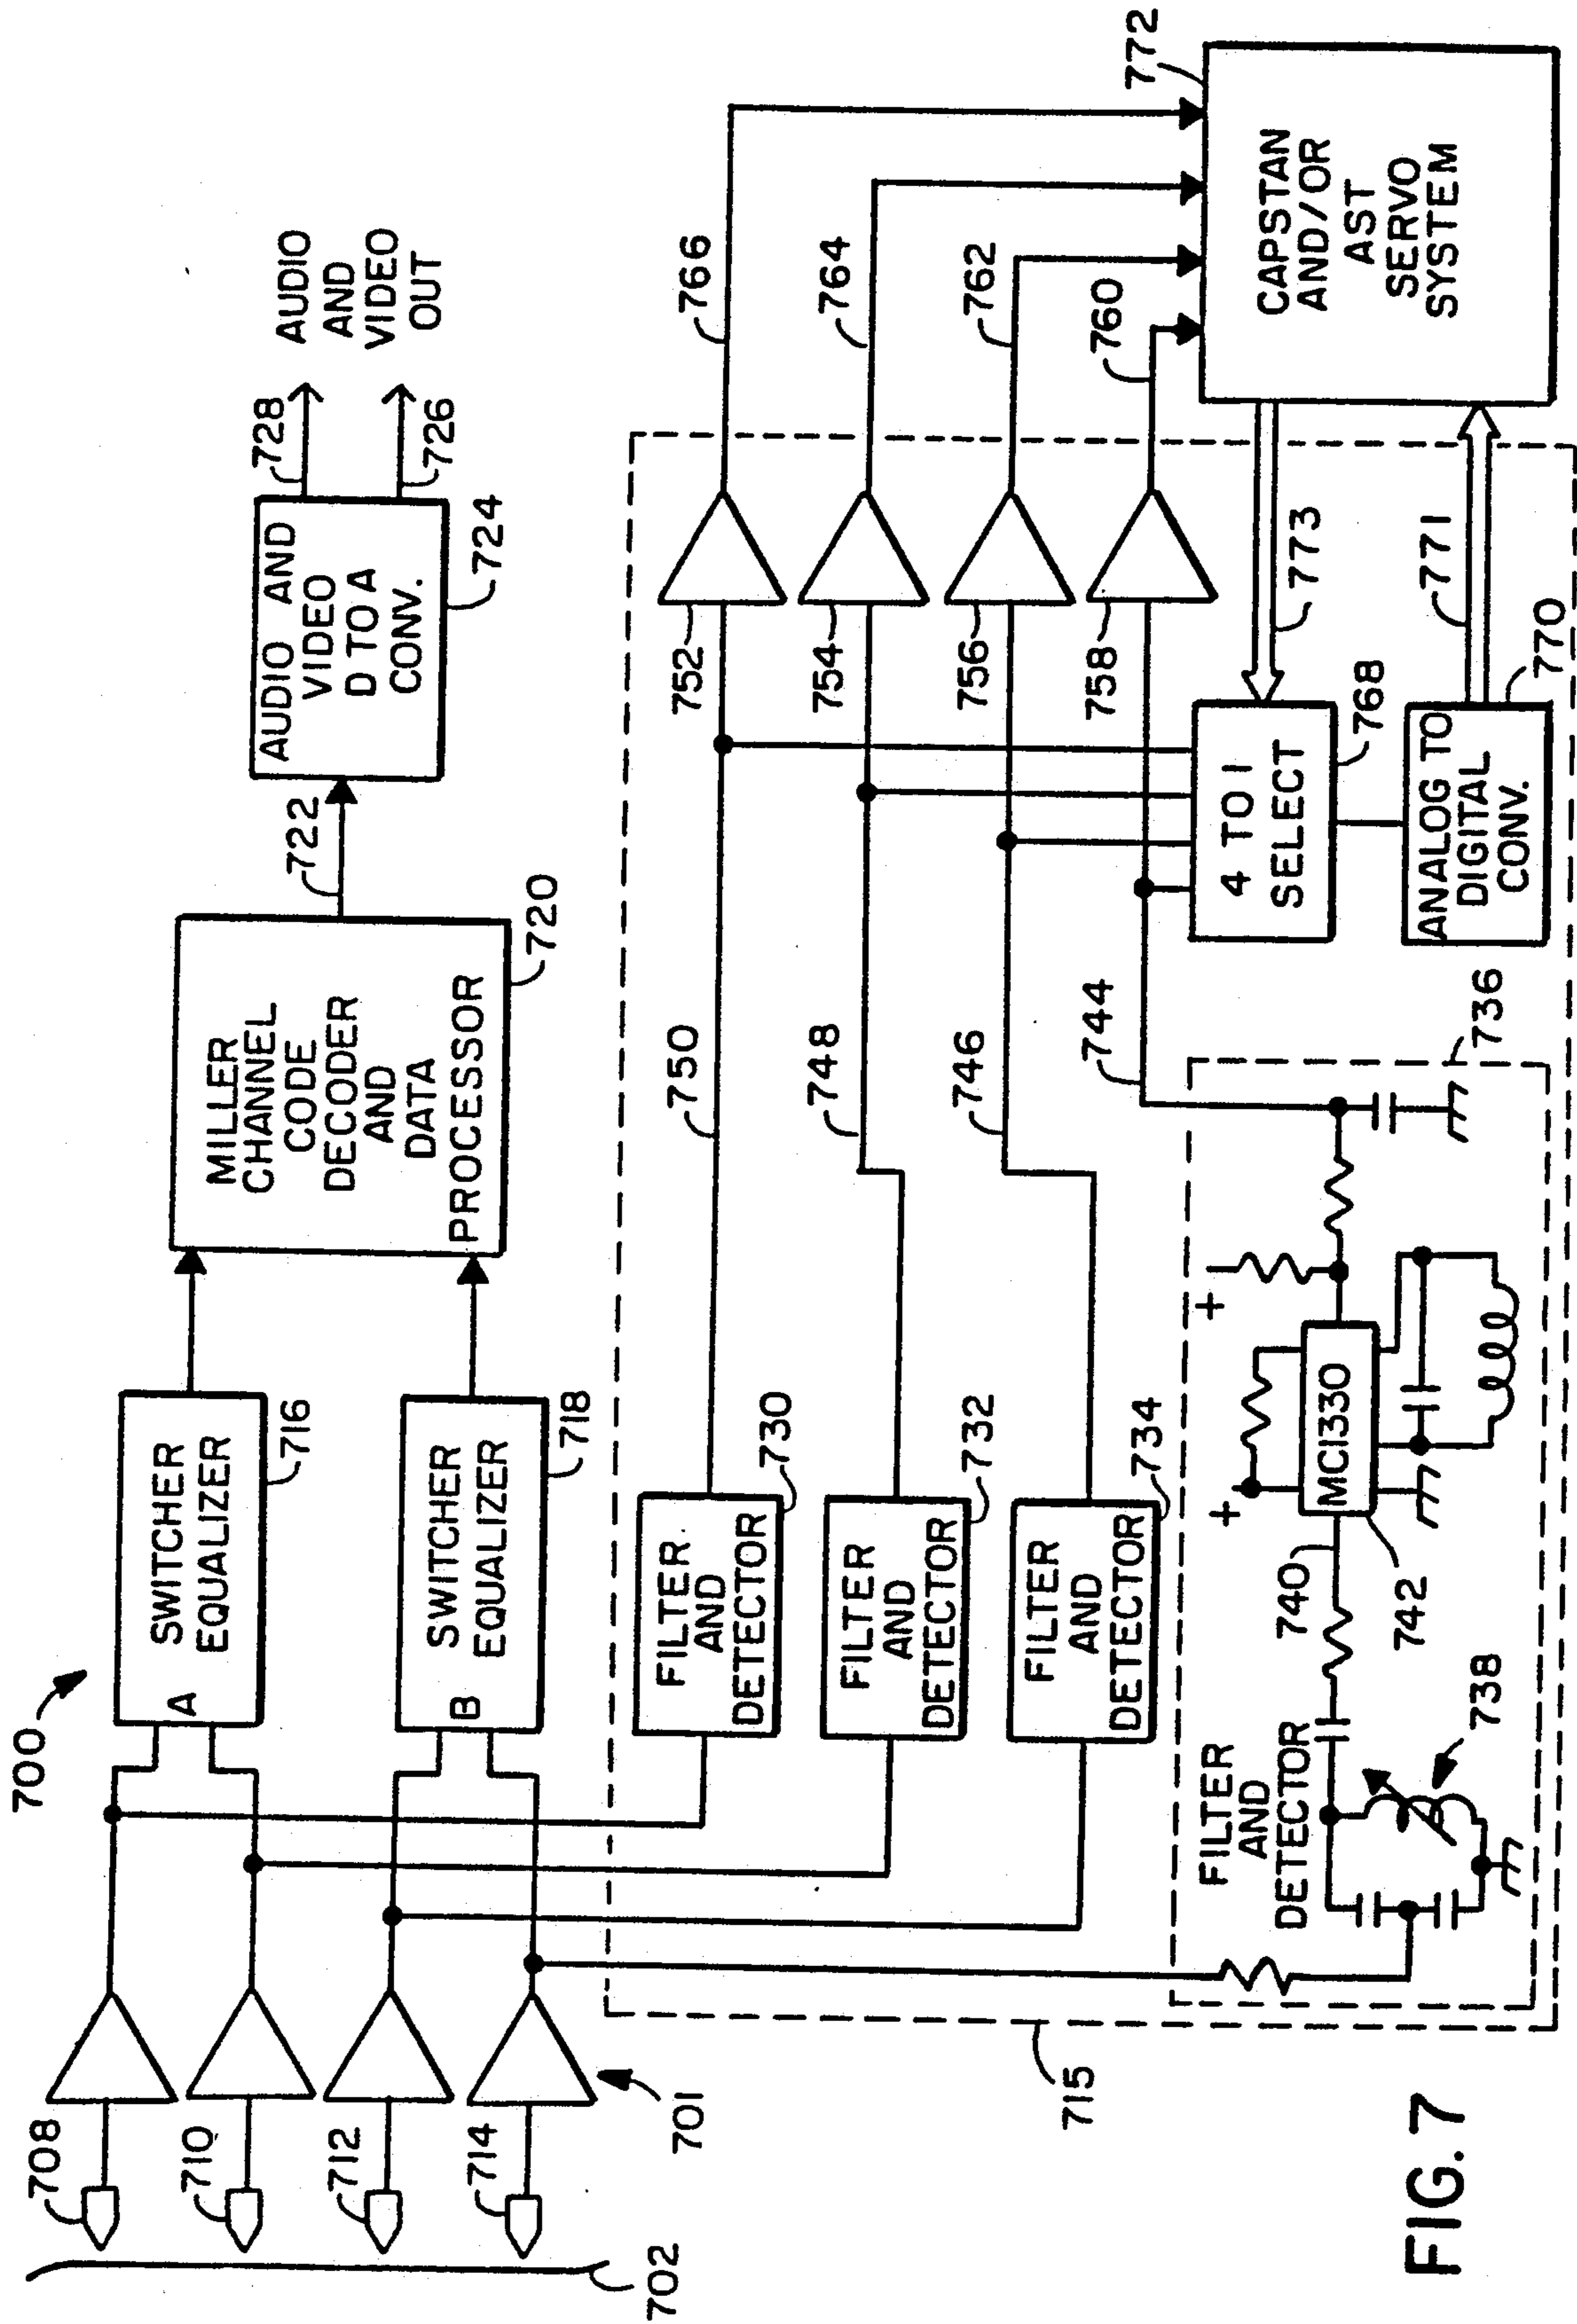 700
708
710
712
714
702
701
A
SWITCHER
EQUALIZER
716
B
SWITCHER
EQUALIZER
718
MILLER
CHANNEL
CODE
DECODER
AND
DATA
PROCESSOR
720
722
AUDIO AND
VIDEO
D TO A
CONV.
724
728
726
AUDIO
AND
VIDEO
OUT
715
FILTER
AND
DETECTOR
730
FILTER
AND
DETECTOR
732
FILTER
AND
DETECTOR
734
750
748
746
744
752
754
756
758
766
764
762
760
4 TO 1
SELECT
768
773
ANALOG TO
DIGITAL
CONV.
770
771
CAPSTAN
AND/OR
AST
SERVO
SYSTEM
772
FILTER
AND
DETECTOR
738
740
+
+
MC1330
742
736
FIG. 7